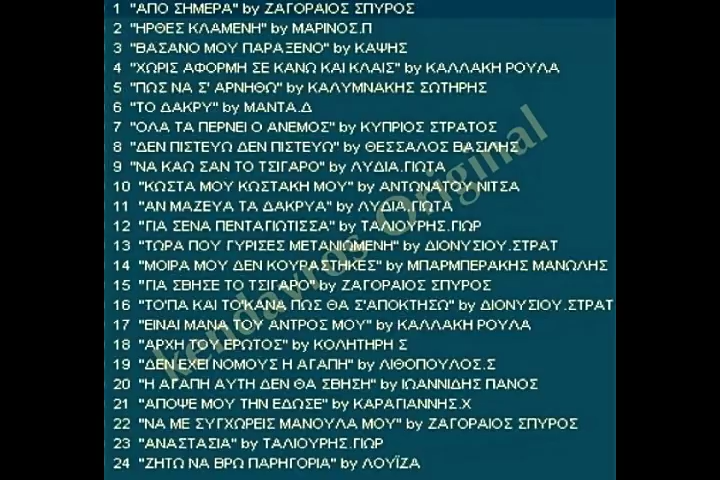 1 "ΑΠΟ ΣΗΜΕΡΑ" by ΖΑΓΟΡΑΙΟΣ ΣΠΥΡΟΣ
2 "ΗΡΘΕΣ ΚΛΑΜΕΝΗ" by ΜΑΡΙΝΟΣ.Π
3 "ΒΑΣΑΝΟ ΜΟΥ ΠΑΡΑΞΕΝΟ" by ΚΑΨΗΣ
4 "ΧΩΡΙΣ ΑΦΟΡΜΗ ΣΕ ΚΑΝΩ ΚΑΙ ΚΛΑΙΣ" by ΚΑΛΛΑΚΗ ΡΟΥΛΑ
5 "ΠΩΣ ΝΑ Σ' ΑΡΝΗΘΩ" by ΚΑΛΥΜΝΑΚΗΣ ΣΩΤΗΡΗΣ
6 "ΤΟ ΔΑΚΡΥ" by ΜΑΝΤΑ.Δ
7 "ΟΛΑ ΤΑ ΠΕΡΝΕΙ Ο ΑΝΕΜΟΣ" by ΚΥΠΡΙΟΣ ΣΤΡΑΤΟΣ
8 "ΔΕΝ ΠΙΣΤΕΥΩ ΔΕΝ ΠΙΣΤΕΥΩ" by ΘΕΣΣΑΛΟΣ ΒΑΣΙΛΗΣ
9 "ΝΑ ΚΑΩ ΣΑΝ ΤΟ ΤΣΙΓΑΡΟ" by ΛΥΔΙΑ.ΓΙΩΤΑ
10 "ΚΩΣΤΑ ΜΟΥ ΚΩΣΤΑΚΗ ΜΟΥ" by ΑΝΤΩΝΑΤΟΥ ΝΙΤΣΑ
11 "ΑΝ ΜΑΖΕΥΑ ΤΑ ΔΑΚΡΥΑ" by ΛΥΔΙΑ.ΓΙΩΤΑ
12 "ΓΙΑ ΣΕΝΑ ΠΕΝΤΑΓΙΩΤΙΣΣΑ" by ΤΑΛΙΟΥΡΗΣ.ΓΙΩΡ
13 "ΤΩΡΑ ΠΟΥ ΓΥΡΙΣΕΣ ΜΕΤΑΝΙΩΜΕΝΗ" by ΔΙΟΝΥΣΙΟΥ.ΣΤΡΑΤ
14 "ΜΟΙΡΑ ΜΟΥ ΔΕΝ ΚΟΥΡΑΣΤΗΚΕΣ" by ΜΠΑΡΜΠΕΡΑΚΗΣ ΜΑΝΩΛΗΣ
15 "ΓΙΑ ΣΒΗΣΕ ΤΟ ΤΣΙΓΑΡΟ" by ΖΑΓΟΡΑΙΟΣ ΣΠΥΡΟΣ
16 "ΤΟ'ΠΑ ΚΑΙ ΤΟ'ΚΑΝΑ ΠΩΣ ΘΑ Σ'ΑΠΟΚΤΗΣΩ" by ΔΙΟΝΥΣΙΟΥ.ΣΤΡΑΤ
17 "ΕΙΝΑΙ ΜΑΝΑ ΤΟΥ ΑΝΤΡΟΣ ΜΟΥ" by ΚΑΛΛΑΚΗ ΡΟΥΛΑ
18 "ΑΡΧΗ ΤΟΥ ΕΡΩΤΟΣ" by ΚΟΛΗΤΗΡΗ Σ
19 "ΔΕΝ ΕΧΕΙ ΝΟΜΟΥΣ Η ΑΓΑΠΗ" by ΛΙΘΟΠΟΥΛΟΣ.Σ
20 "Η ΑΓΑΠΗ ΑΥΤΗ ΔΕΝ ΘΑ ΣΒΗΣΗ" by ΙΩΑΝΝΙΔΗΣ ΠΑΝΟΣ
21 "ΑΠΟΨΕ ΜΟΥ ΤΗΝ ΕΔΩΣΕ" by ΚΑΡΑΓΙΑΝΝΗΣ.Χ
22 "ΝΑ ΜΕ ΣΥΓΧΩΡΕΙΣ ΜΑΝΟΥΛΑ ΜΟΥ" by ΖΑΓΟΡΑΙΟΣ ΣΠΥΡΟΣ
23 "ΑΝΑΣΤΑΣΙΑ" by ΤΑΛΙΟΥΡΗΣ.ΓΙΩΡ
24 "ΖΗΤΩ ΝΑ ΒΡΩ ΠΑΡΗΓΟΡΙΑ" by ΛΟΥΪΖΑ
kendavros Original